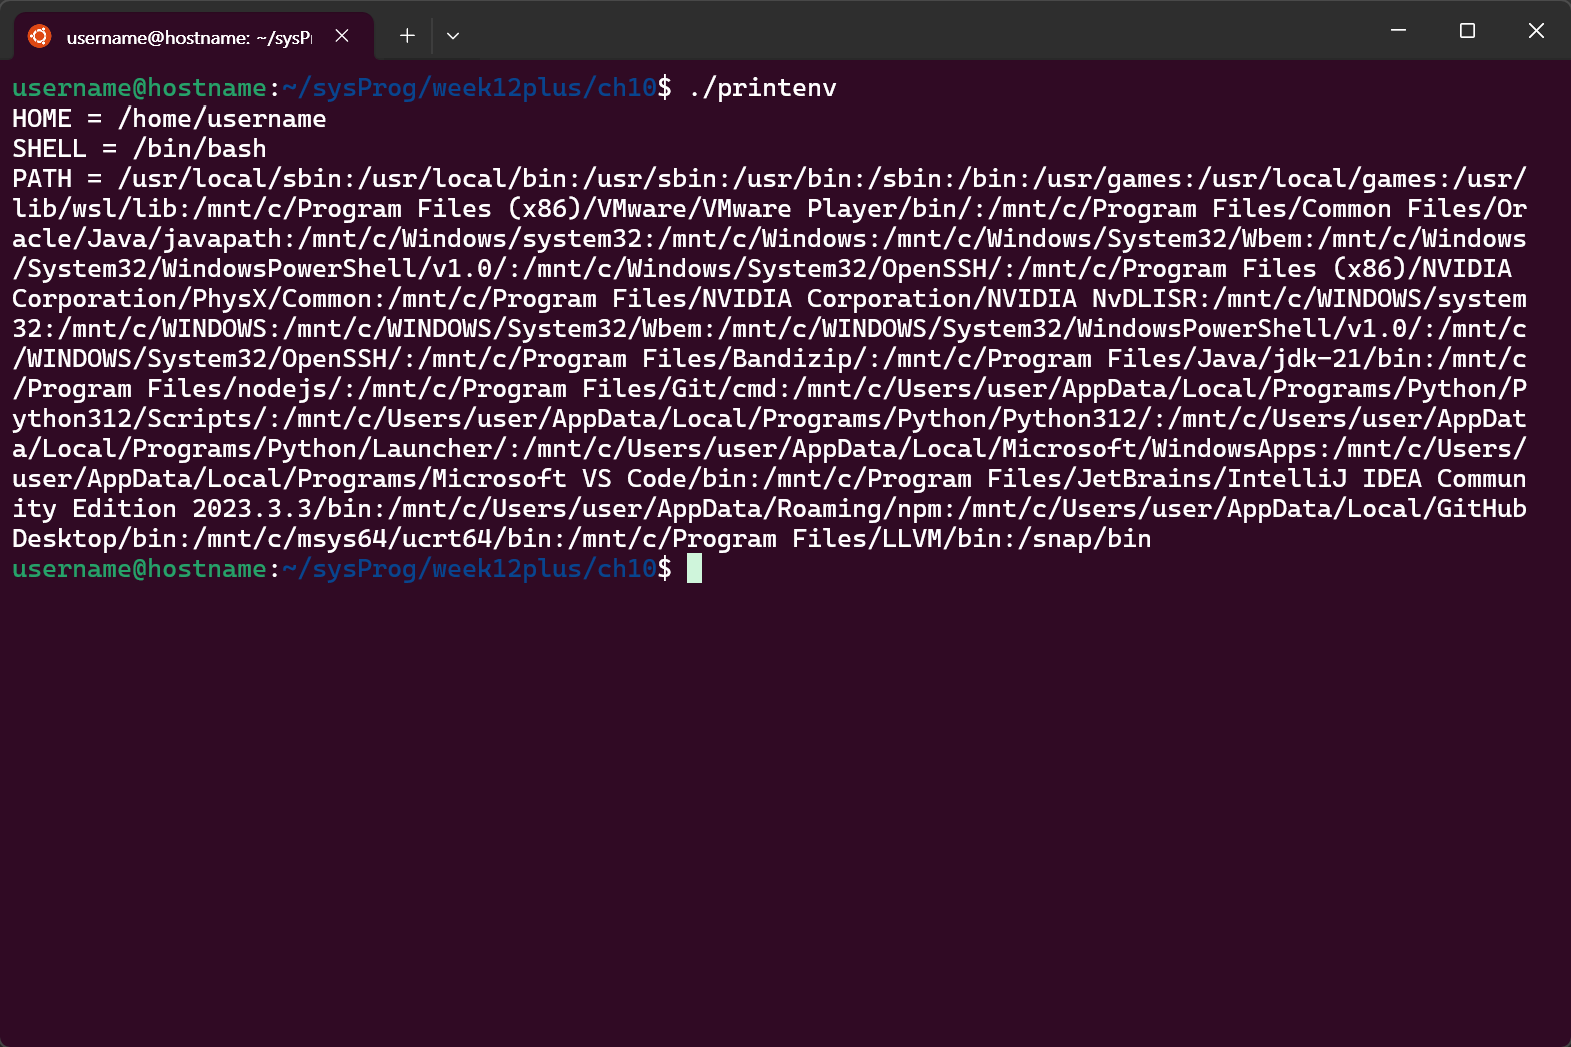 username@hostname: ~/sysPr
username@hostname:~/sysProg/week12plus/ch10$ ./printenv
HOME = /home/username
SHELL = /bin/bash
PATH = /usr/local/sbin:/usr/local/bin:/usr/sbin:/usr/bin:/sbin:/bin:/usr/games:/usr/local/games:/usr/
lib/wsl/lib:/mnt/c/Program Files (x86)/VMware/VMware Player/bin/:/mnt/c/Program Files/Common Files/Or
acle/Java/javapath:/mnt/c/Windows/system32:/mnt/c/Windows:/mnt/c/Windows/System32/Wbem:/mnt/c/Windows
/System32/WindowsPowerShell/v1.0/:/mnt/c/Windows/System32/OpenSSH/:/mnt/c/Program Files (x86)/NVIDIA
Corporation/PhysX/Common:/mnt/c/Program Files/NVIDIA Corporation/NVIDIA NvDLISR:/mnt/c/WINDOWS/system
32:/mnt/c/WINDOWS:/mnt/c/WINDOWS/System32/Wbem:/mnt/c/WINDOWS/System32/WindowsPowerShell/v1.0/:/mnt/c
/WINDOWS/System32/OpenSSH/:/mnt/c/Program Files/Bandizip/:/mnt/c/Program Files/Java/jdk-21/bin:/mnt/c
/Program Files/nodejs/:/mnt/c/Program Files/Git/cmd:/mnt/c/Users/user/AppData/Local/Programs/Python/P
ython312/Scripts/:/mnt/c/Users/user/AppData/Local/Programs/Python/Python312/:/mnt/c/Users/user/AppDat
a/Local/Programs/Python/Launcher/:/mnt/c/Users/user/AppData/Local/Microsoft/WindowsApps:/mnt/c/Users/
user/AppData/Local/Programs/Microsoft VS Code/bin:/mnt/c/Program Files/JetBrains/IntelliJ IDEA Commun
ity Edition 2023.3.3/bin:/mnt/c/Users/user/AppData/Roaming/npm:/mnt/c/Users/user/AppData/Local/GitHub
Desktop/bin:/mnt/c/msys64/ucrt64/bin:/mnt/c/Program Files/LLVM/bin:/snap/bin
username@hostname:~/sysProg/week12plus/ch10$